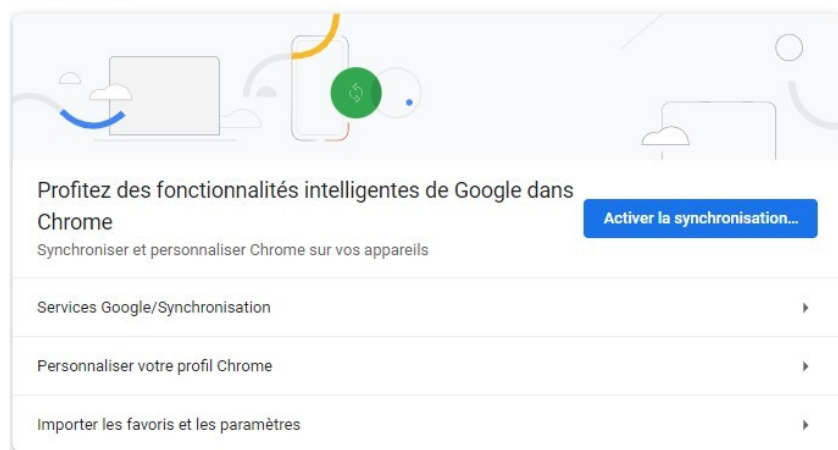 Profitez des fonctionnalités intelligentes de Google dans
Chrome
Activer la synchronisation...
Synchroniser et personnaliser Chrome sur vos appareils
Services Google/Synchronisation
Personnaliser votre profil Chrome
Importer les favoris et les paramètres